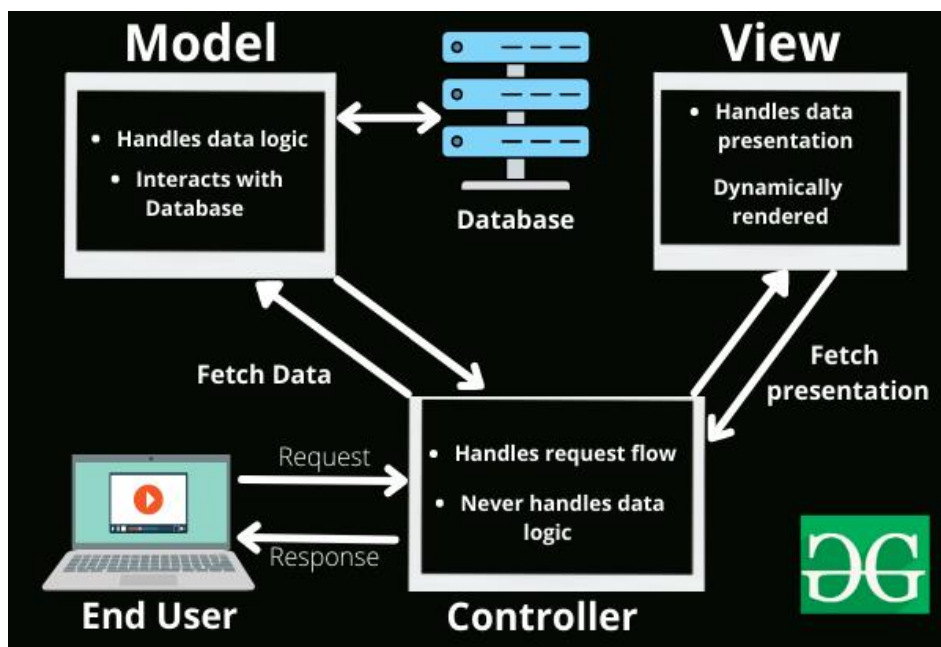 Model
View
• Handles data logic
• Interacts with
Database
Database
• Handles data
presentation
Dynamically
rendered
Fetch Data
Fetch
presentation
Request
Response
• Handles request flow
• Never handles data
logic
End User
Controller
GG